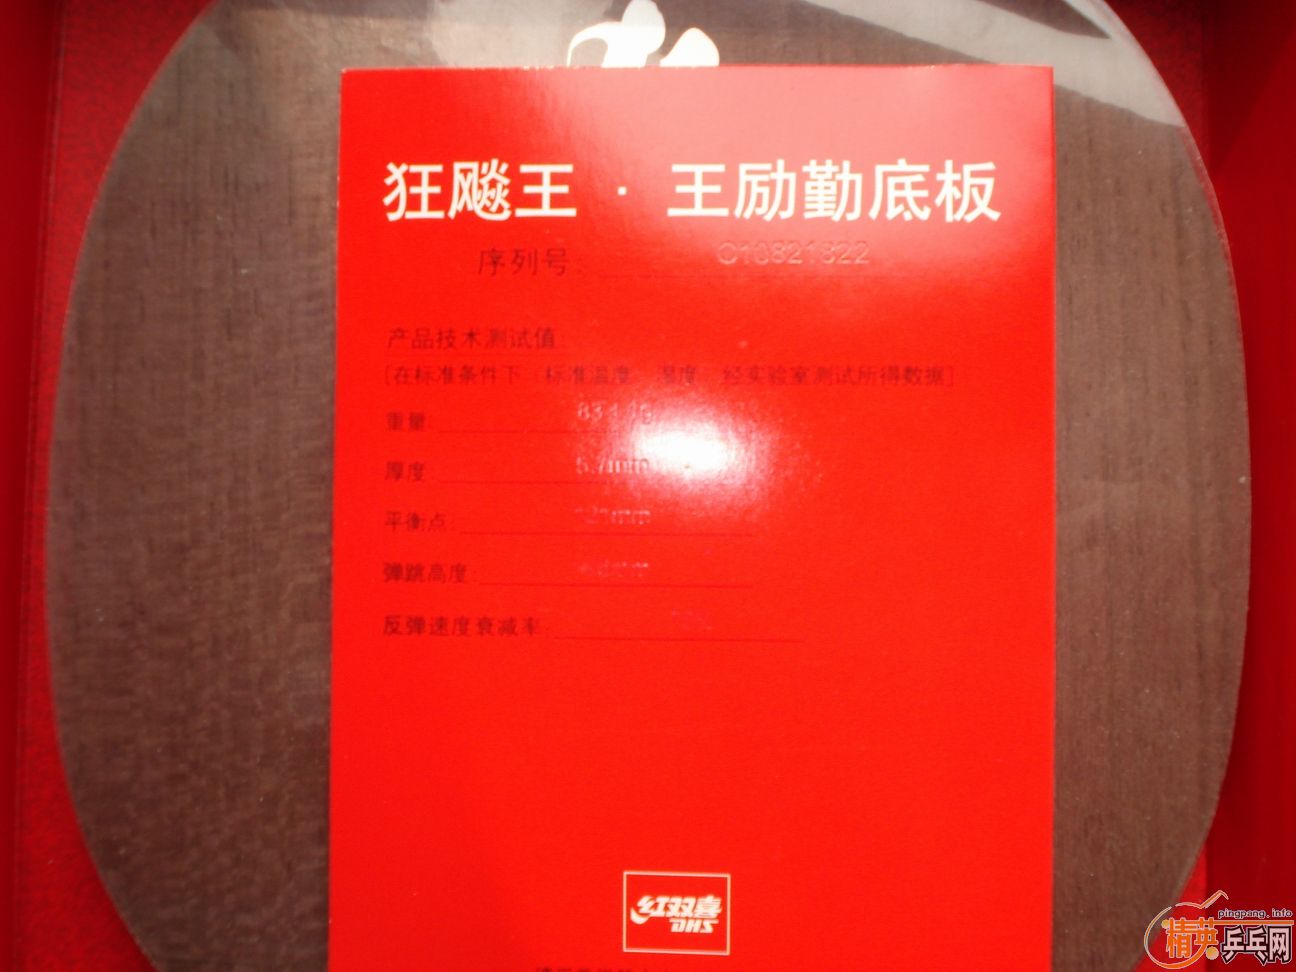 狂飚王·王励勤底板
序列号:
产品技术测试值:
[在标准条件下 标准温度 湿度 经实验室测试所得数据]
重量:
厚度: 5.7mm
平衡点:
弹跳高度:
反弹速度衰减率:
红双喜
DHS
pingpang.info
精英乒乓网